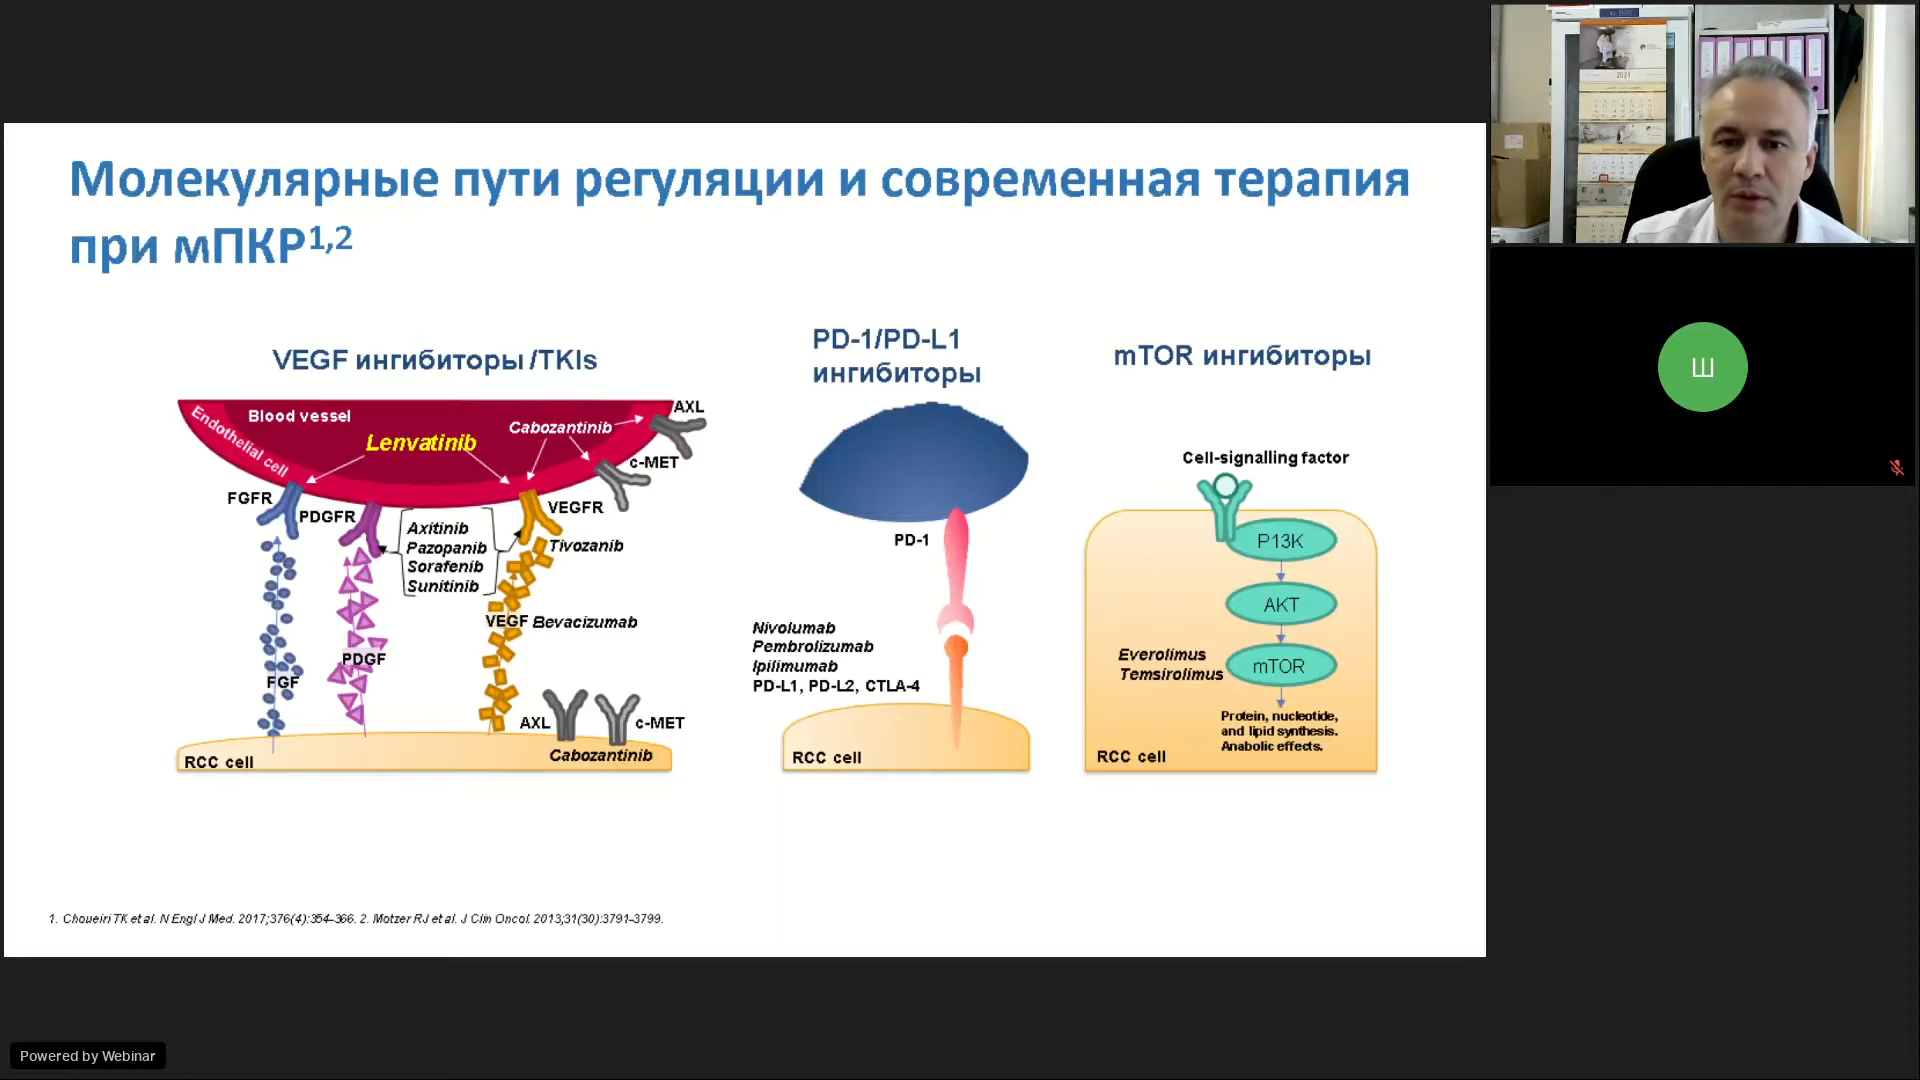 Молекулярные пути регуляции и современная терапия
при мПКР1,2
VEGF ингибиторы /TKIs
Blood vessel
Endothelial cell
Lenvatinib
Cabozantinib
AXL
c-MET
FGFR
PDGFR
VEGFR
Axitinib
Pazopanib
Sorafenib
Sunitinib
Tivozanib
VEGF Bevacizumab
PDGF
FGF
AXL
c-MET
Cabozantinib
RCC cell
PD-1/PD-L1
ингибиторы
PD-1
Nivolumab
Pembrolizumab
Ipilimumab
PD-L1, PD-L2, CTLA-4
RCC cell
mTOR ингибиторы
Cell-signalling factor
P13K
AKT
mTOR
Everolimus
Temsirolimus
Protein, nucleotide,
and lipid synthesis.
Anabolic effects.
RCC cell
1. Choueiri TK et al. N Engl J Med. 2017;376(4):354–366. 2. Motzer RJ et al. J Clin Oncol. 2013;31(30):3791–3799.
2021
Ш
Powered by Webinar